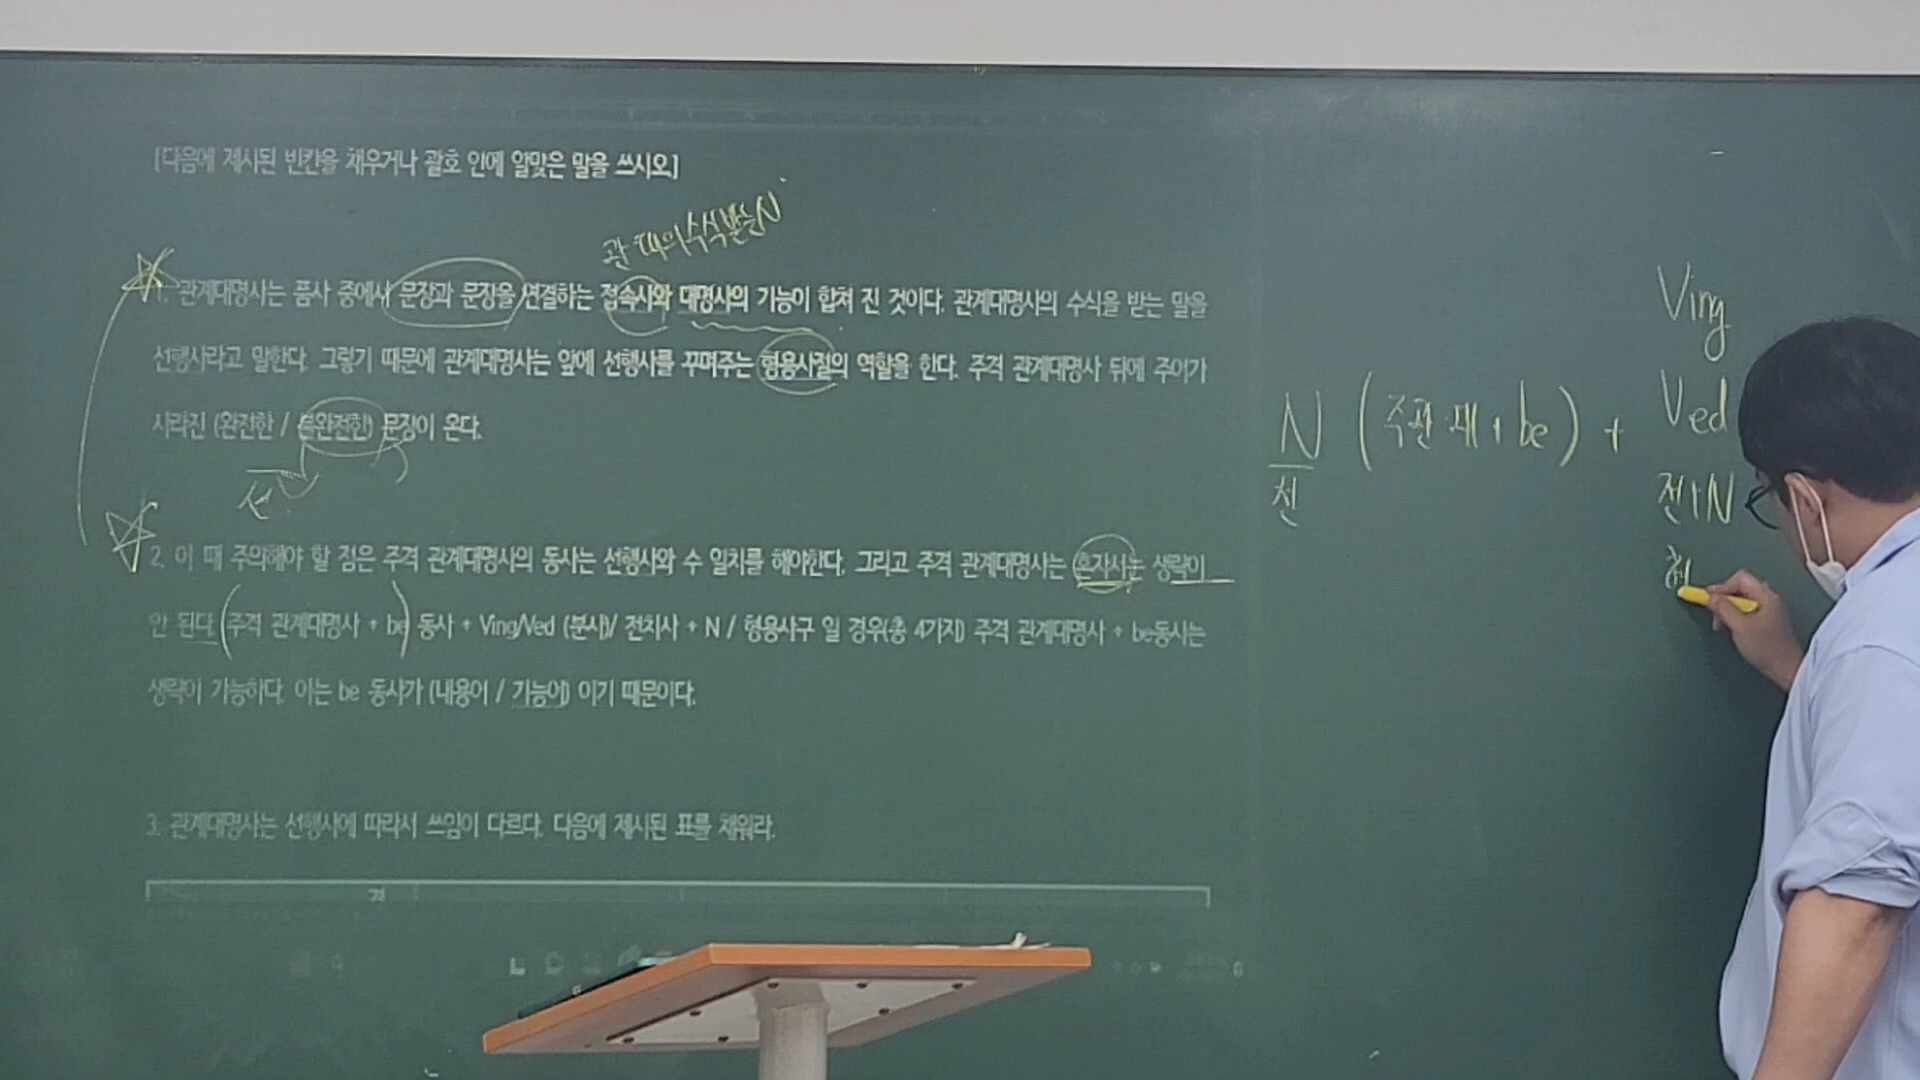 [다음에 제시된 빈칸을 채우거나 괄호 안에 알맞은 말을 쓰시오]
관 대의 수식받는 N
1. 관계대명사는 품사 중에서 문장과 문장을 연결하는 접속사와 대명사의 기능이 합쳐 진 것이다. 관계대명사의 수식을 받는 말을
선행사라고 말한다. 그렇기 때문에 관계대명사는 앞에 선행사를 꾸며주는 형용사절의 역할을 한다. 주격 관계대명사 뒤에 주어가
사라진 (완전한 / 불완전한) 문장이 온다.
선
2. 이 때 주의해야 할 점은 주격 관계대명사의 동사는 선행사와 수 일치를 해야한다. 그리고 주격 관계대명사는 혼자서는 생략이
안 된다. (주격 관계대명사 + be) 동사 + Ving/Ved (분사)/ 전치사 + N / 형용사구 일 경우(총 4가지) 주격 관계대명사 + be동사는
생략이 가능하다. 이는 be 동사가 (내용어 / 기능어) 이기 때문이다.
3. 관계대명사는 선행사에 따라서 쓰임이 다르다. 다음에 제시된 표를 채워라.
격
Ving
N (주관·대 + be) + Ved
선
전+N
형